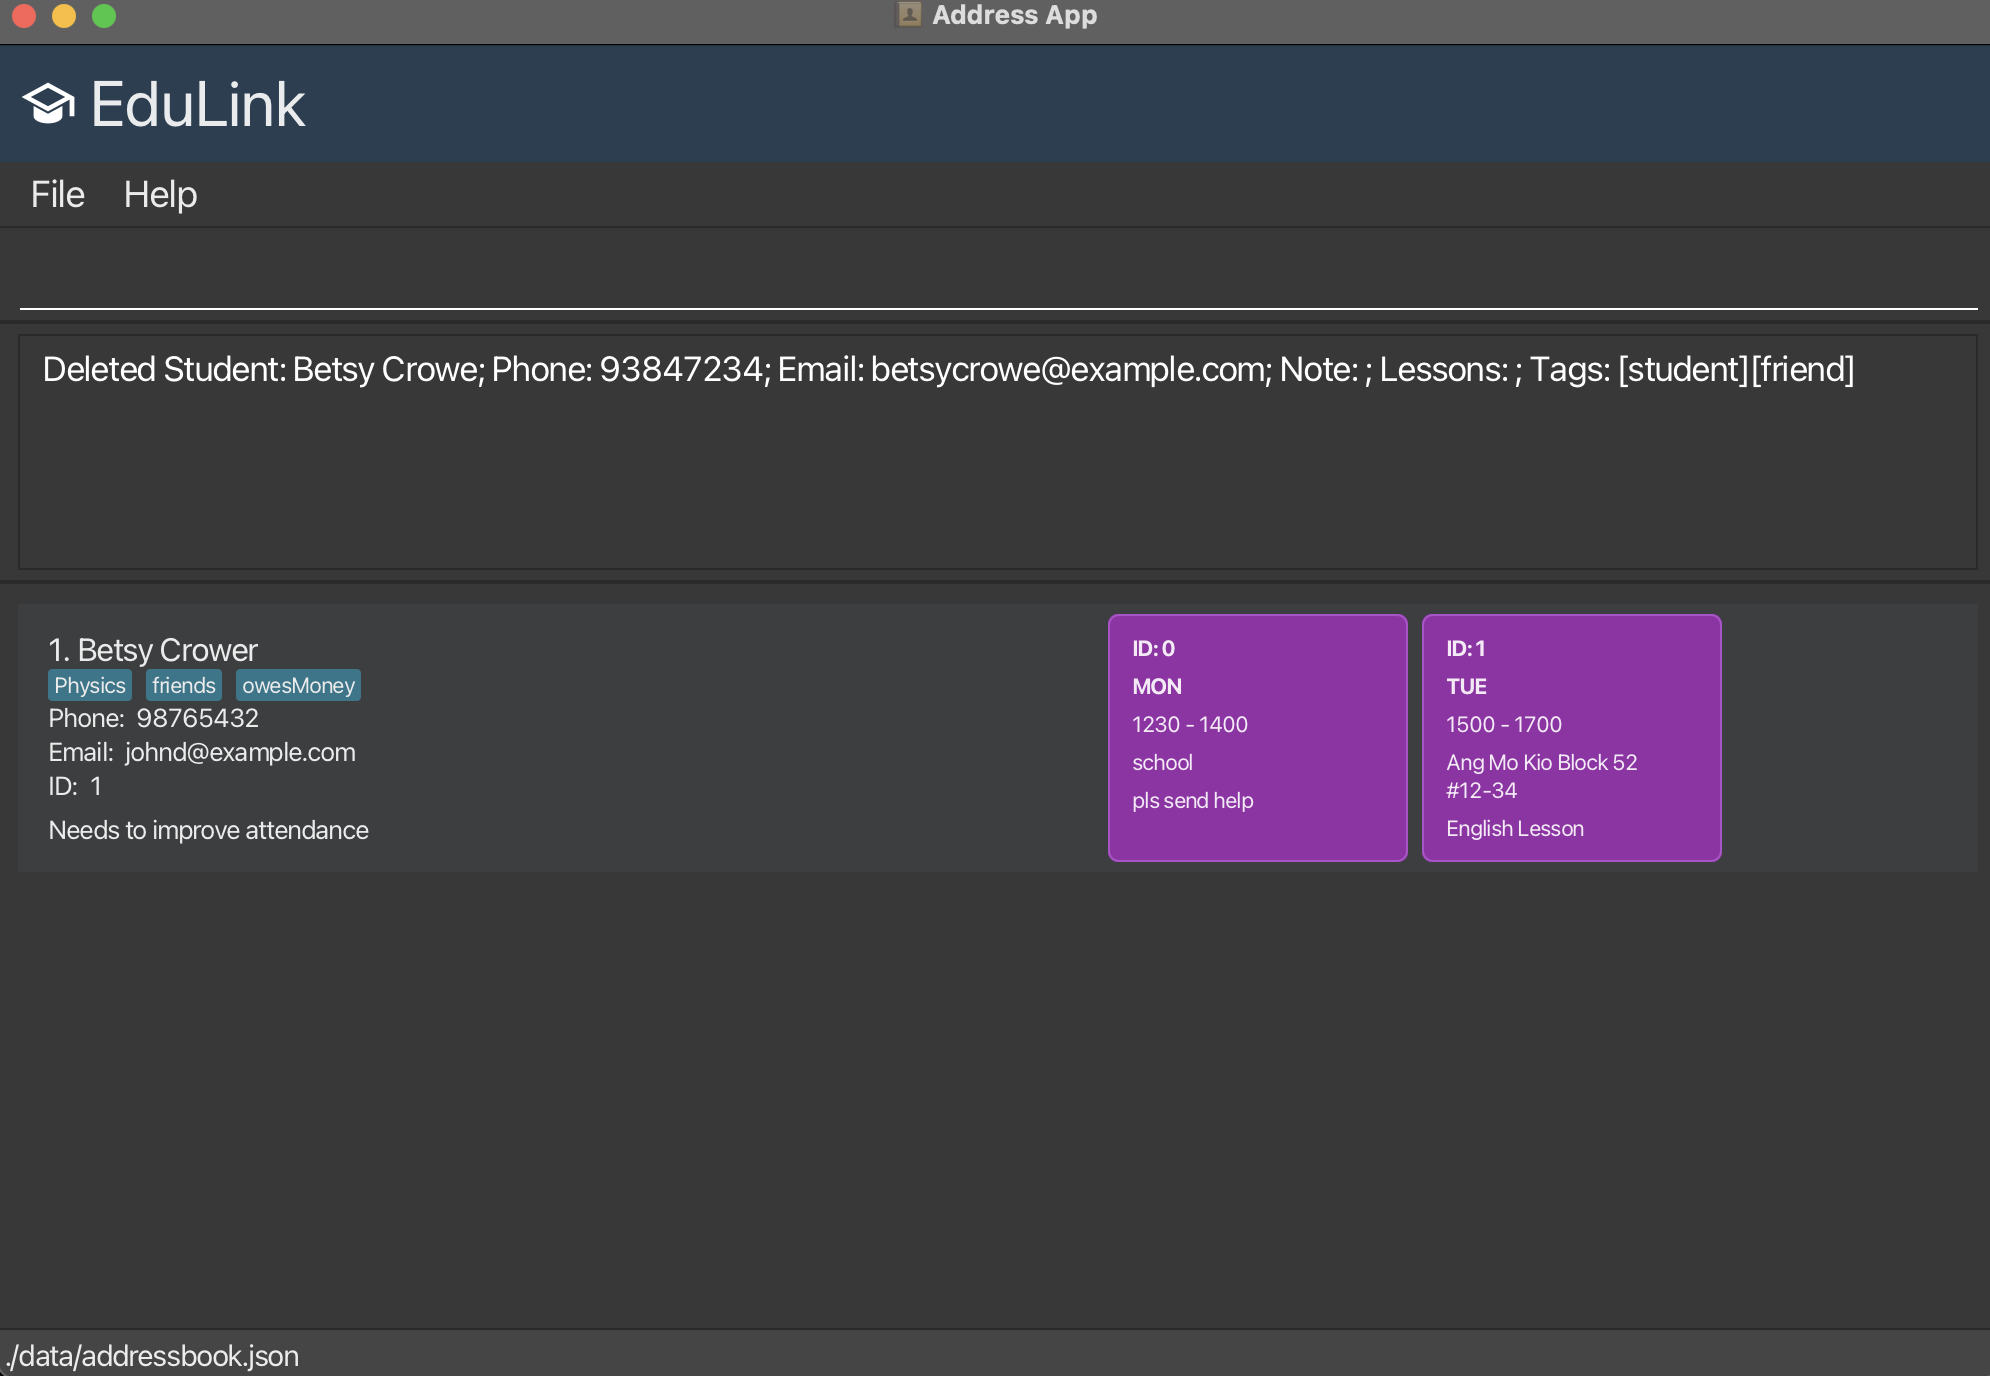 Address App
EduLink
File Help
Deleted Student: Betsy Crowe; Phone: 93847234; Email: betsycrowe@example.com; Note: ; Lessons: ; Tags: [student][friend]
1. Betsy Crower
Physics friends owesMoney
Phone: 98765432
Email: johnd@example.com
ID: 1
Needs to improve attendance
ID: 0
MON
1230 - 1400
school
pls send help
ID: 1
TUE
1500 - 1700
Ang Mo Kio Block 52
#12-34
English Lesson
./data/addressbook.json